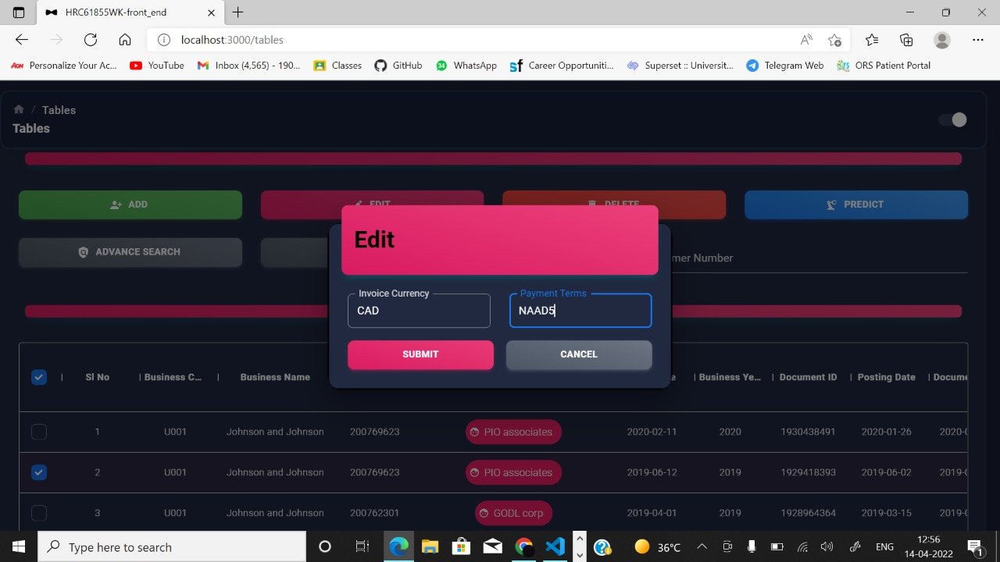 HRC61855WK-front_end
localhost:3000/tables
Aon Personalize Your Ac... YouTube Inbox (4,565) - 190... Classes GitHub 34 WhatsApp sf Career Opportuniti... Superset :: Universit... Telegram Web ORS Patient Portal
/ Tables
Tables
ADD EDIT DELETE PREDICT
ADVANCE SEARCH mer Number
Edit
Invoice Currency Payment Terms
CAD NAAD5
SUBMIT CANCEL
Sl No Business C... Business Name Business Ye... Document ID Posting Date Docume
1 U001 Johnson and Johnson 200769623 PIO associates 2020-02-11 2020 1930438491 2020-01-26 2020-0
2 U001 Johnson and Johnson 200769623 PIO associates 2019-06-12 2019 1929418393 2019-06-02 2019-0
3 U001 Johnson and Johnson 200762301 GODL corp 2019-04-01 2019 1928964364 2019-03-15 2019-0
Type here to search 36°C ENG 12:56
14-04-2022 1